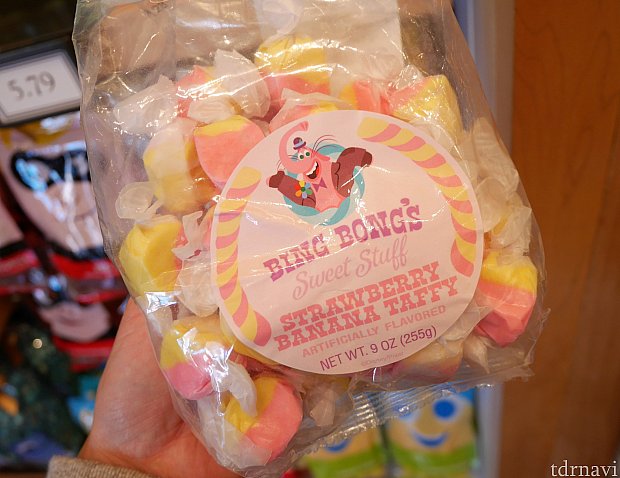 5.79
BING BONG'S
Sweet Stuff
STRAWBERRY
BANANA TAFFY
ARTIFICIALLY FLAVORED
NET WT. 9 OZ (255g)
tdrnavi